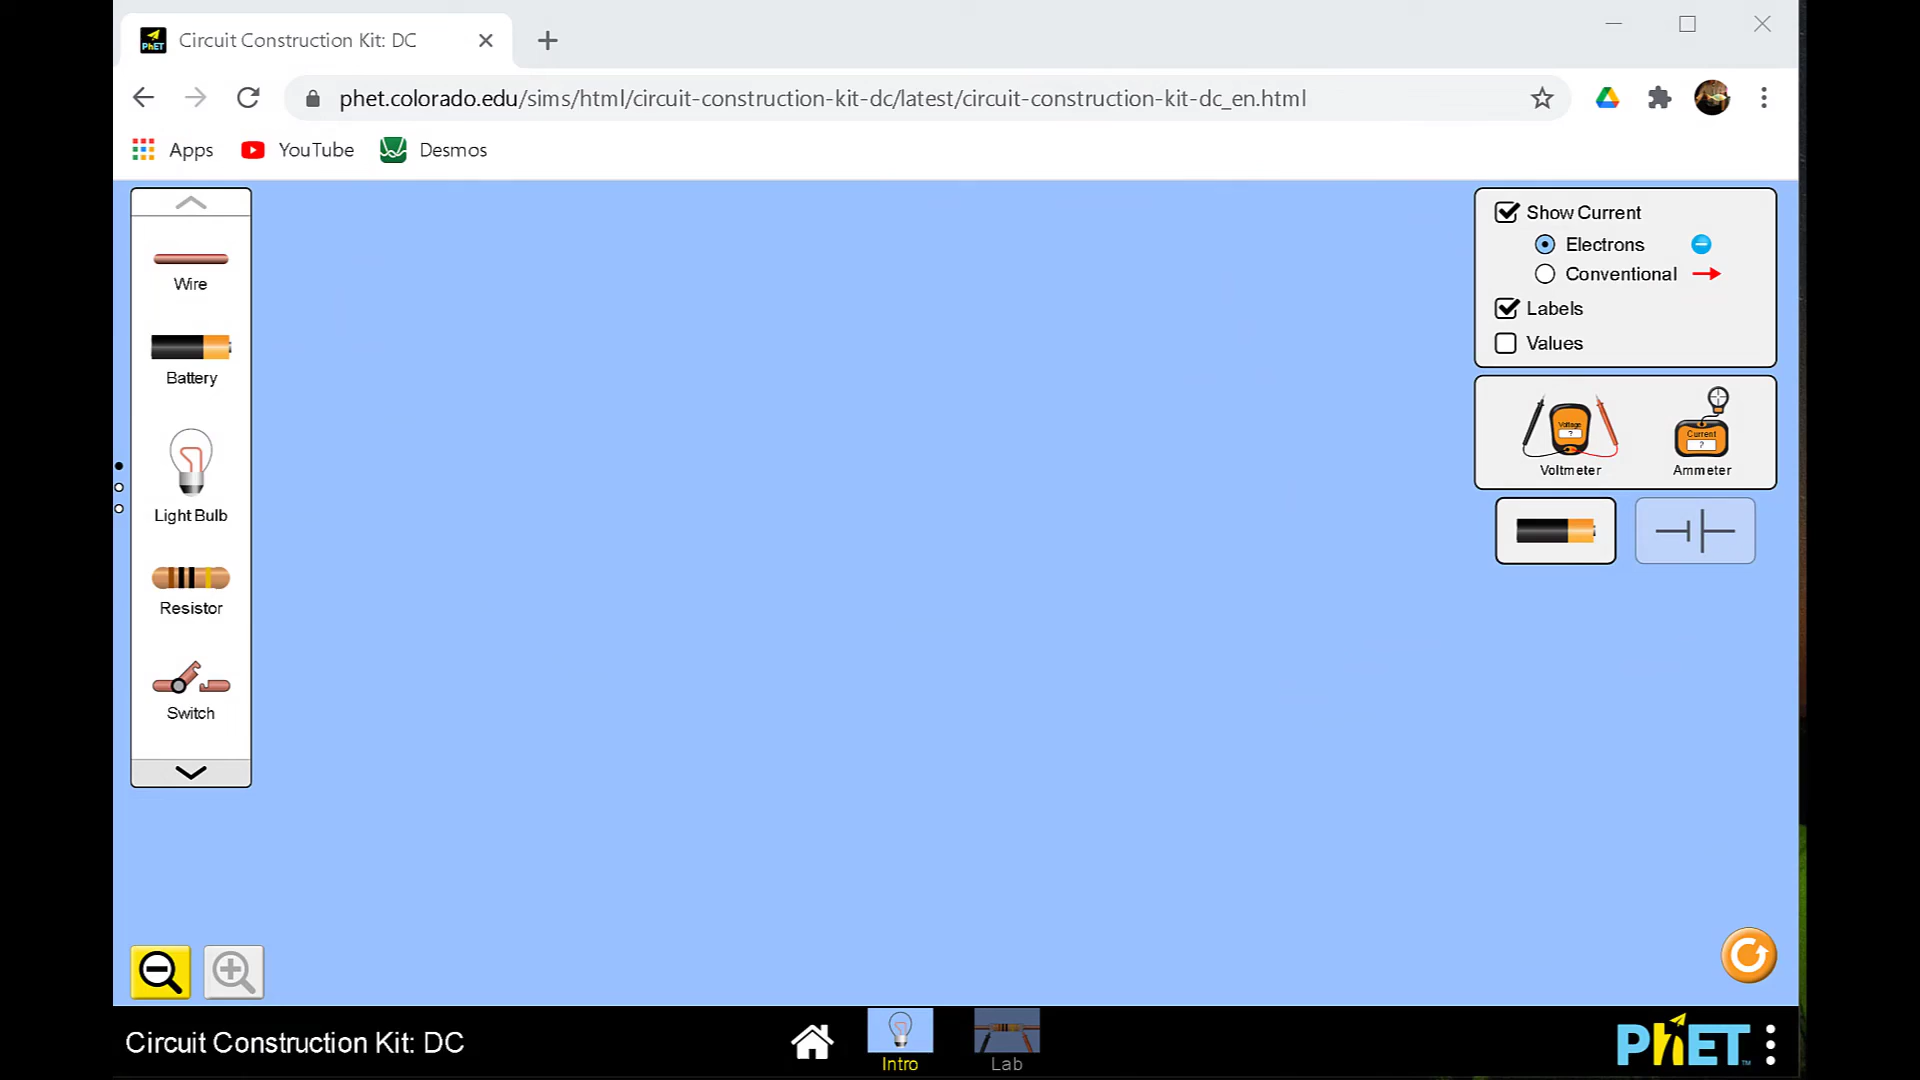 Circuit Construction Kit: DC
phet.colorado.edu/sims/html/circuit-construction-kit-dc/latest/circuit-construction-kit-dc_en.html
Apps YouTube Desmos
Wire
Battery
Light Bulb
Resistor
Switch
Show Current
Electrons
Conventional
Labels
Values
Voltage
?
Voltmeter
Current
?
Ammeter
Circuit Construction Kit: DC
Intro
Lab
PhET